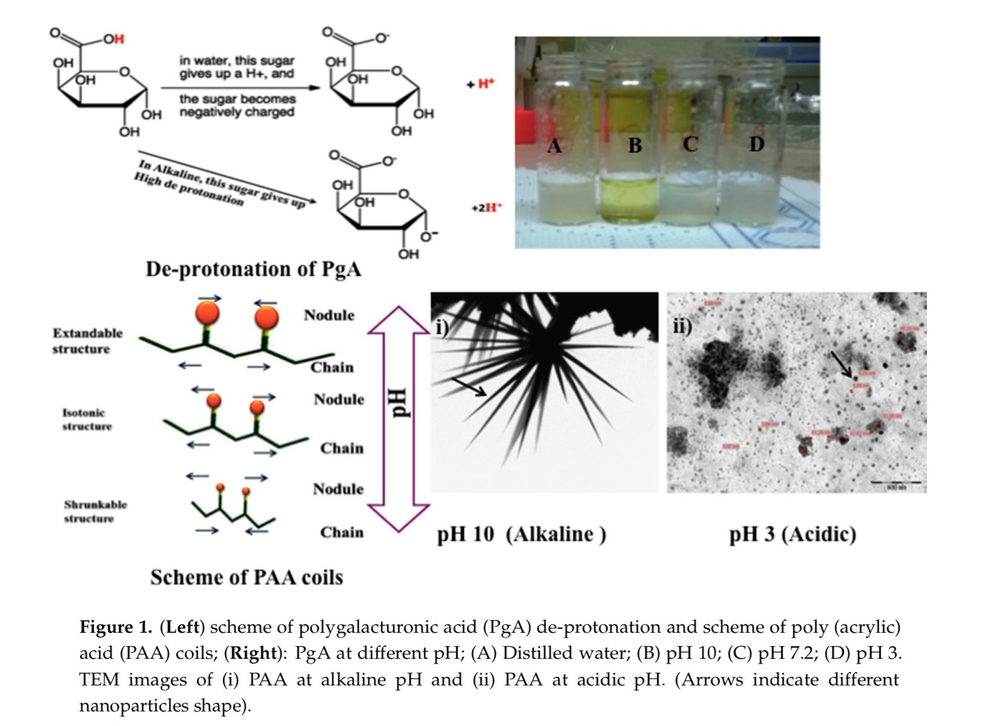 O
OH
OH
O
OH
OH
OH
in water, this sugar
gives up a H+, and
the sugar becomes
negatively charged
O
O-
OH
O
OH
OH
OH
+ H+
In Alkaline, this sugar gives up
High de protonation
O
O-
OH
O
OH
O-
OH
+2H+
De-protonation of PgA
A
B
C
D
Extandable
structure
Nodule
Chain
Isotonic
structure
Nodule
Chain
Shrunkable
structure
Nodule
Chain
pH
Scheme of PAA coils
i)
pH 10 (Alkaline )
ii)
100 nm
pH 3 (Acidic)
Figure 1. (Left) scheme of polygalacturonic acid (PgA) de-protonation and scheme of poly (acrylic)
acid (PAA) coils; (Right): PgA at different pH; (A) Distilled water; (B) pH 10; (C) pH 7.2; (D) pH 3.
TEM images of (i) PAA at alkaline pH and (ii) PAA at acidic pH. (Arrows indicate different
nanoparticles shape).